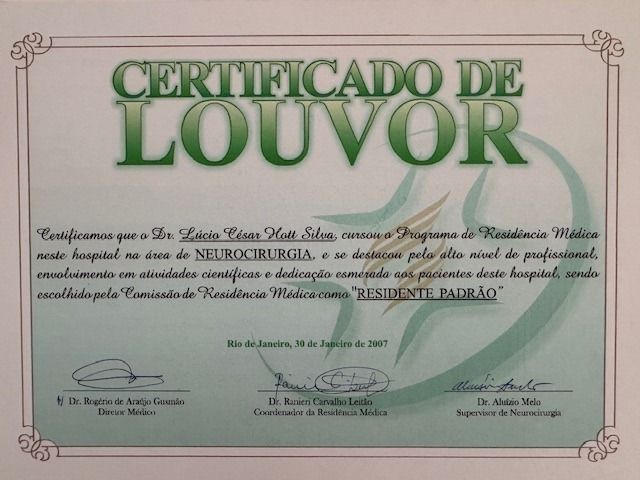 CERTIFICADO DE
LOUVOR
Certificamos que o Dr. Lúcio César Hott Silva, cursou o Programa de Residência Médica
neste hospital na área de NEUROCIRURGIA, e se destacou pelo alto nível de profissional,
envolvimento em atividades científicas e dedicação esmerada aos pacientes deste hospital, sendo
escolhido pela Comissão de Residência Médica como "RESIDENTE PADRÃO"
Rio de Janeiro, 30 de Janeiro de 2007
Dr. Rogério de Araújo Gusmão
Diretor Médico
Dr. Ranieri Carvalho Leitão
Coordenador da Residência Médica
Dr. Aluízio Melo
Supervisor de Neurocirurgia